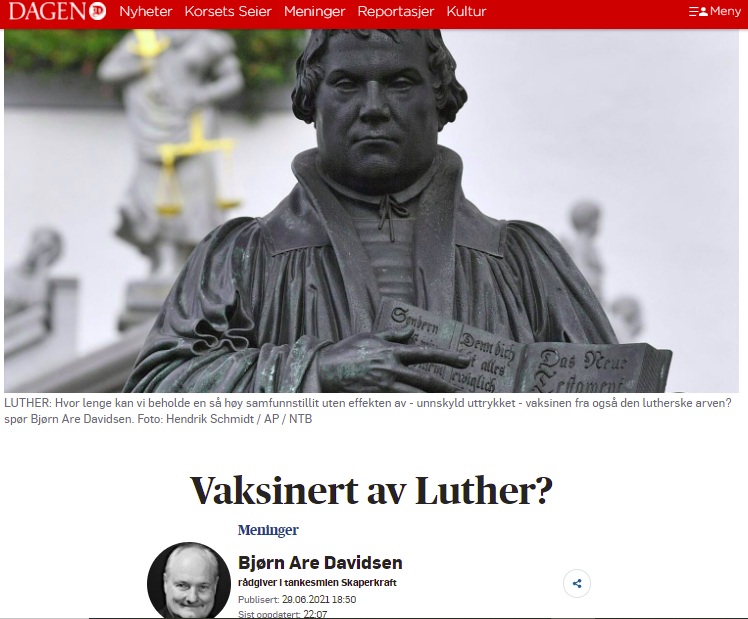 DAGEN D Nyheter Korsets Seier Meninger Reportasjer Kultur Meny
Sondern
Denn dich
alles
ewiglich
Das Neue
Testament
LUTHER: Hvor lenge kan vi beholde en så høy samfunnstillit uten effekten av - unnskyld uttrykket - vaksinen fra også den lutherske arven?
spør Bjørn Are Davidsen. Foto: Hendrik Schmidt / AP / NTB
Vaksinert av Luther?
Meninger
Bjørn Are Davidsen
rådgiver i tankesmien Skaperkraft
Publisert: 29.06.2021 18:50
Sist oppdatert: 22:07